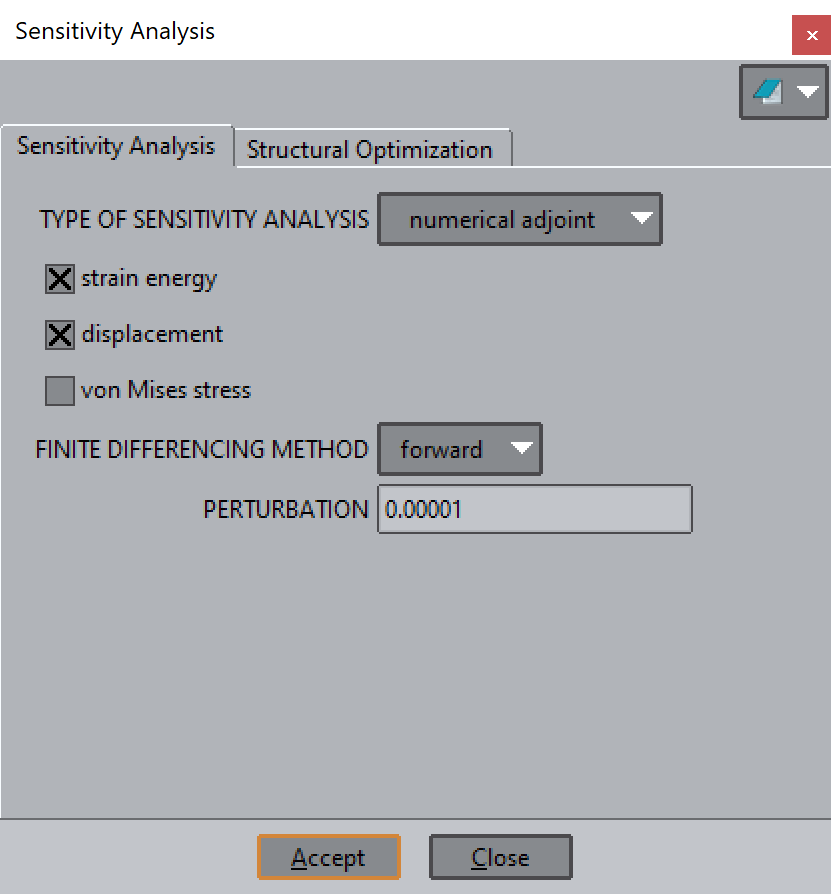 Sensitivity Analysis
x
Sensitivity Analysis Structural Optimization
TYPE OF SENSITIVITY ANALYSIS numerical adjoint
strain energy
displacement
von Mises stress
FINITE DIFFERENCING METHOD forward
PERTURBATION 0.00001
Accept Close